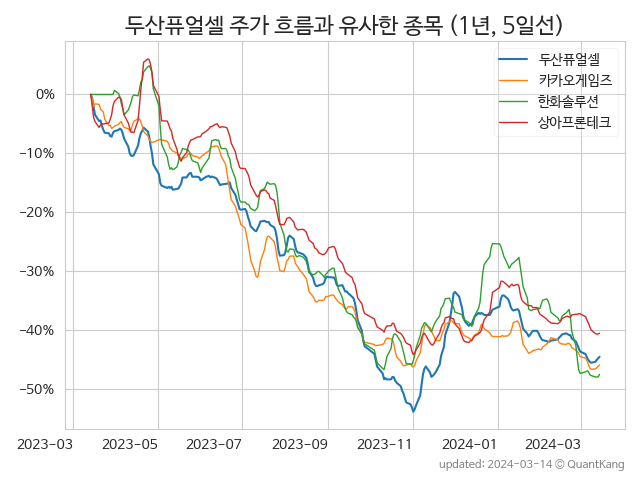 두산퓨얼셀 주가 흐름과 유사한 종목 (1년, 5일선)
두산퓨얼셀
카카오게임즈
한화솔루션
상아프론테크
0%
−10%
−20%
−30%
−40%
−50%
2023−03
2023−05
2023−07
2023−09
2023−11
2024−01
2024−03
updated: 2024-03-14 © QuantKang